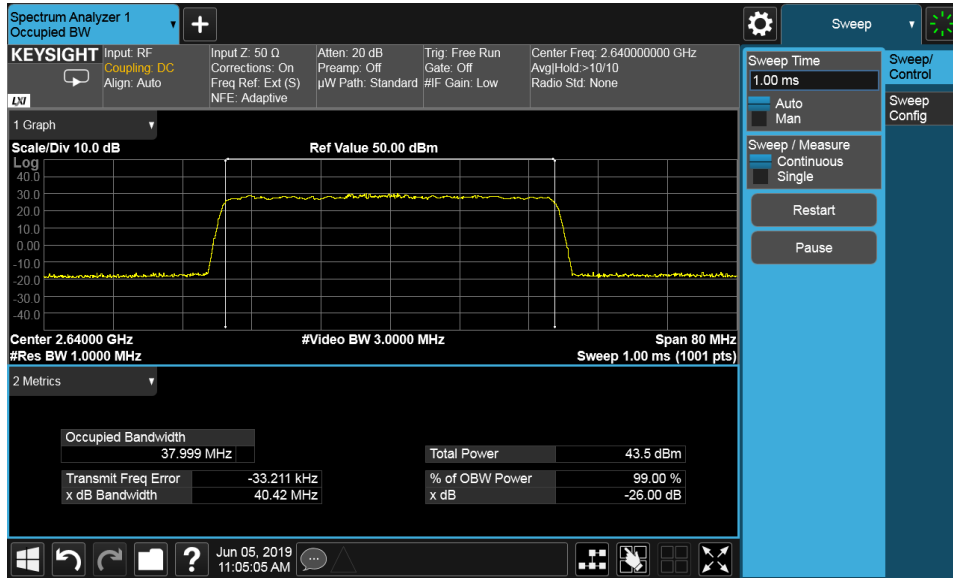 Spectrum Analyzer 1
Occupied BW
Sweep
KEYSIGHT
Input: RF
Coupling: DC
Align: Auto
Input Z: 50 Ω
Corrections: On
Freq Ref: Ext (S)
NFE: Adaptive
Atten: 20 dB
Preamp: Off
µW Path: Standard
Trig: Free Run
Gate: Off
#IF Gain: Low
Center Freq: 2.640000000 GHz
Avg|Hold:>10/10
Radio Std: None
LXI
1 Graph
Scale/Div 10.0 dB
Ref Value 50.00 dBm
Log
40.0
30.0
20.0
10.0
0.00
-10.0
-20.0
-30.0
-40.0
Center 2.64000 GHz
#Video BW 3.0000 MHz
Span 80 MHz
#Res BW 1.0000 MHz
Sweep 1.00 ms (1001 pts)
2 Metrics
Occupied Bandwidth
37.999 MHz
Total Power 43.5 dBm
Transmit Freq Error -33.211 kHz
% of OBW Power 99.00 %
x dB Bandwidth 40.42 MHz
x dB -26.00 dB
Sweep Time
1.00 ms
Auto
Man
Sweep / Measure
Continuous
Single
Restart
Pause
Sweep/
Control
Sweep
Config
?
Jun 05, 2019
11:05:05 AM